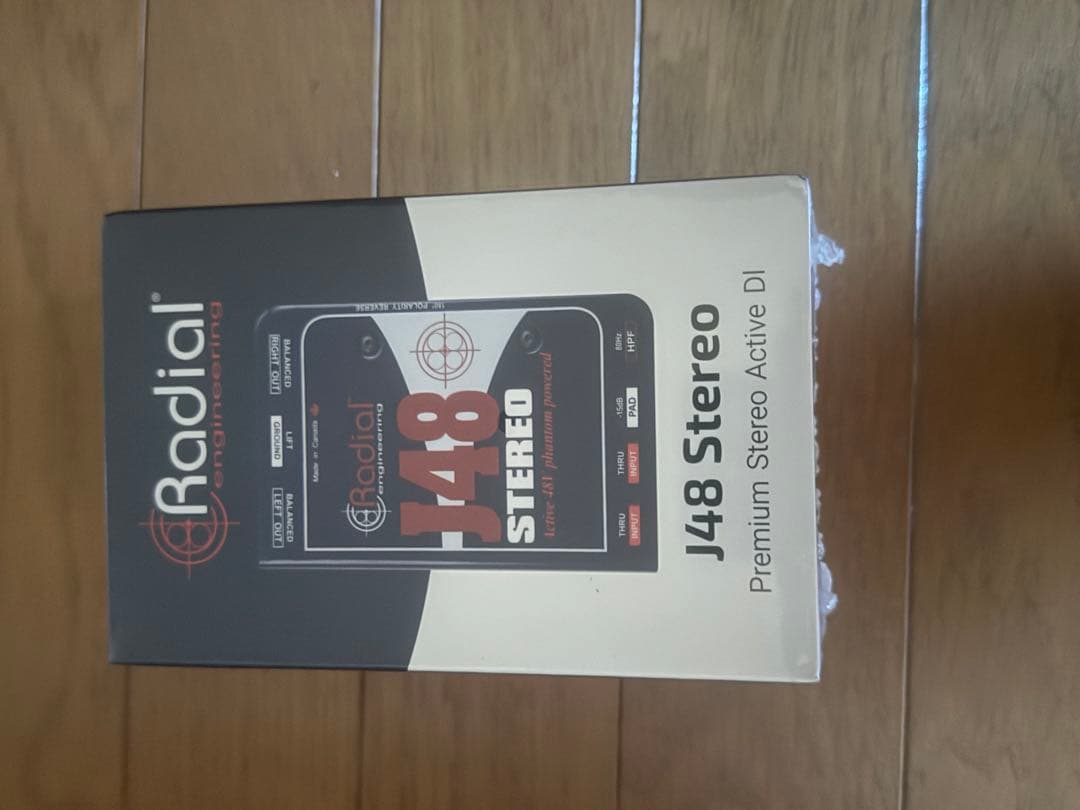 Radial®
engineering
BALANCED
LEFT OUT
LIFT
GROUND
BALANCED
RIGHT OUT
Made in Canada
Radial
engineering
180° POLARITY REVERSE
J48
STEREO
Active 48V phantom powered
THRU
INPUT
THRU
INPUT
-15dB
PAD
80Hz
HPF
J48 Stereo
Premium Stereo Active DI